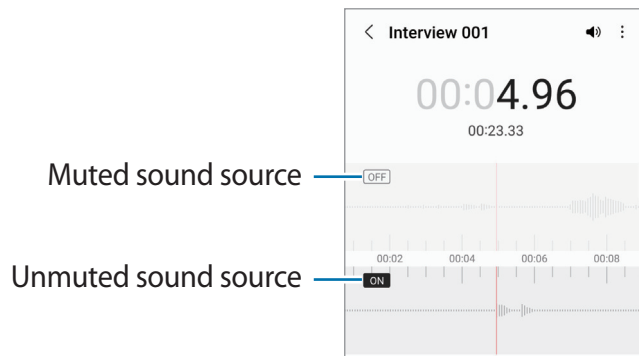 Interview 001
00:04.96
00:23.33
Muted sound source
OFF
00:02 00:04 00:06 00:08
Unmuted sound source
ON